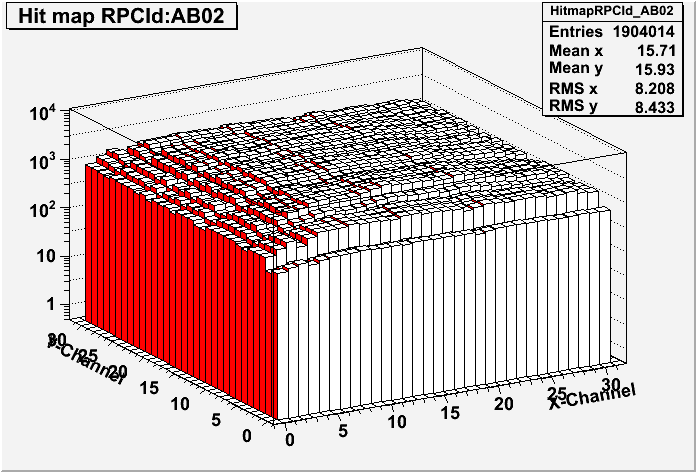 Hit map RPCId:AB02
HitmapRPCId_AB02
Entries 1904014
Mean x 15.71
Mean y 15.93
RMS x 8.208
RMS y 8.433
10⁴
10³
10²
10
1
30
25
20
15
10
5
0
Y-Channel
0
5
10
15
20
25
30
X-Channel